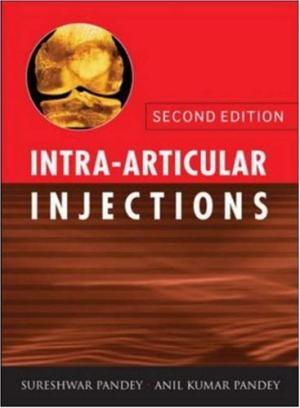 SECOND EDITION
INTRA-ARTICULAR
INJECTIONS
SURESHWAR PANDEY · ANIL KUMAR PANDEY